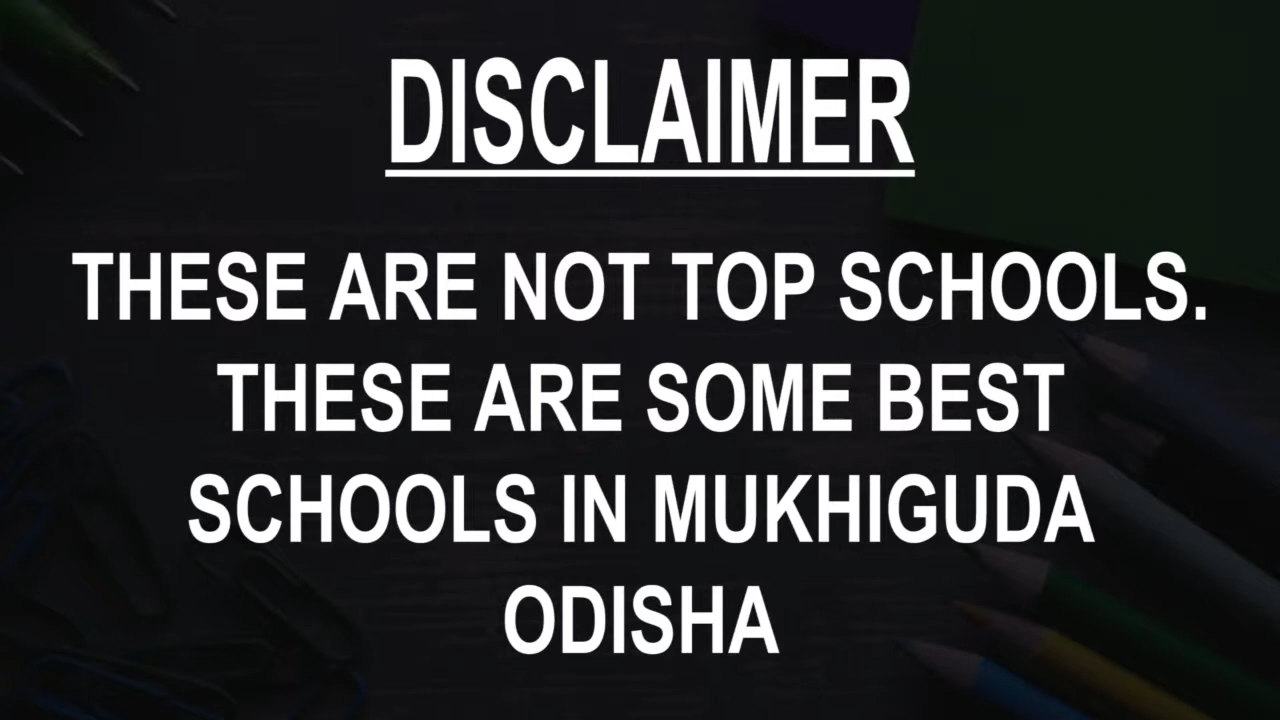 DISCLAIMER
THESE ARE NOT TOP SCHOOLS.
THESE ARE SOME BEST
SCHOOLS IN MUKHIGUDA
ODISHA